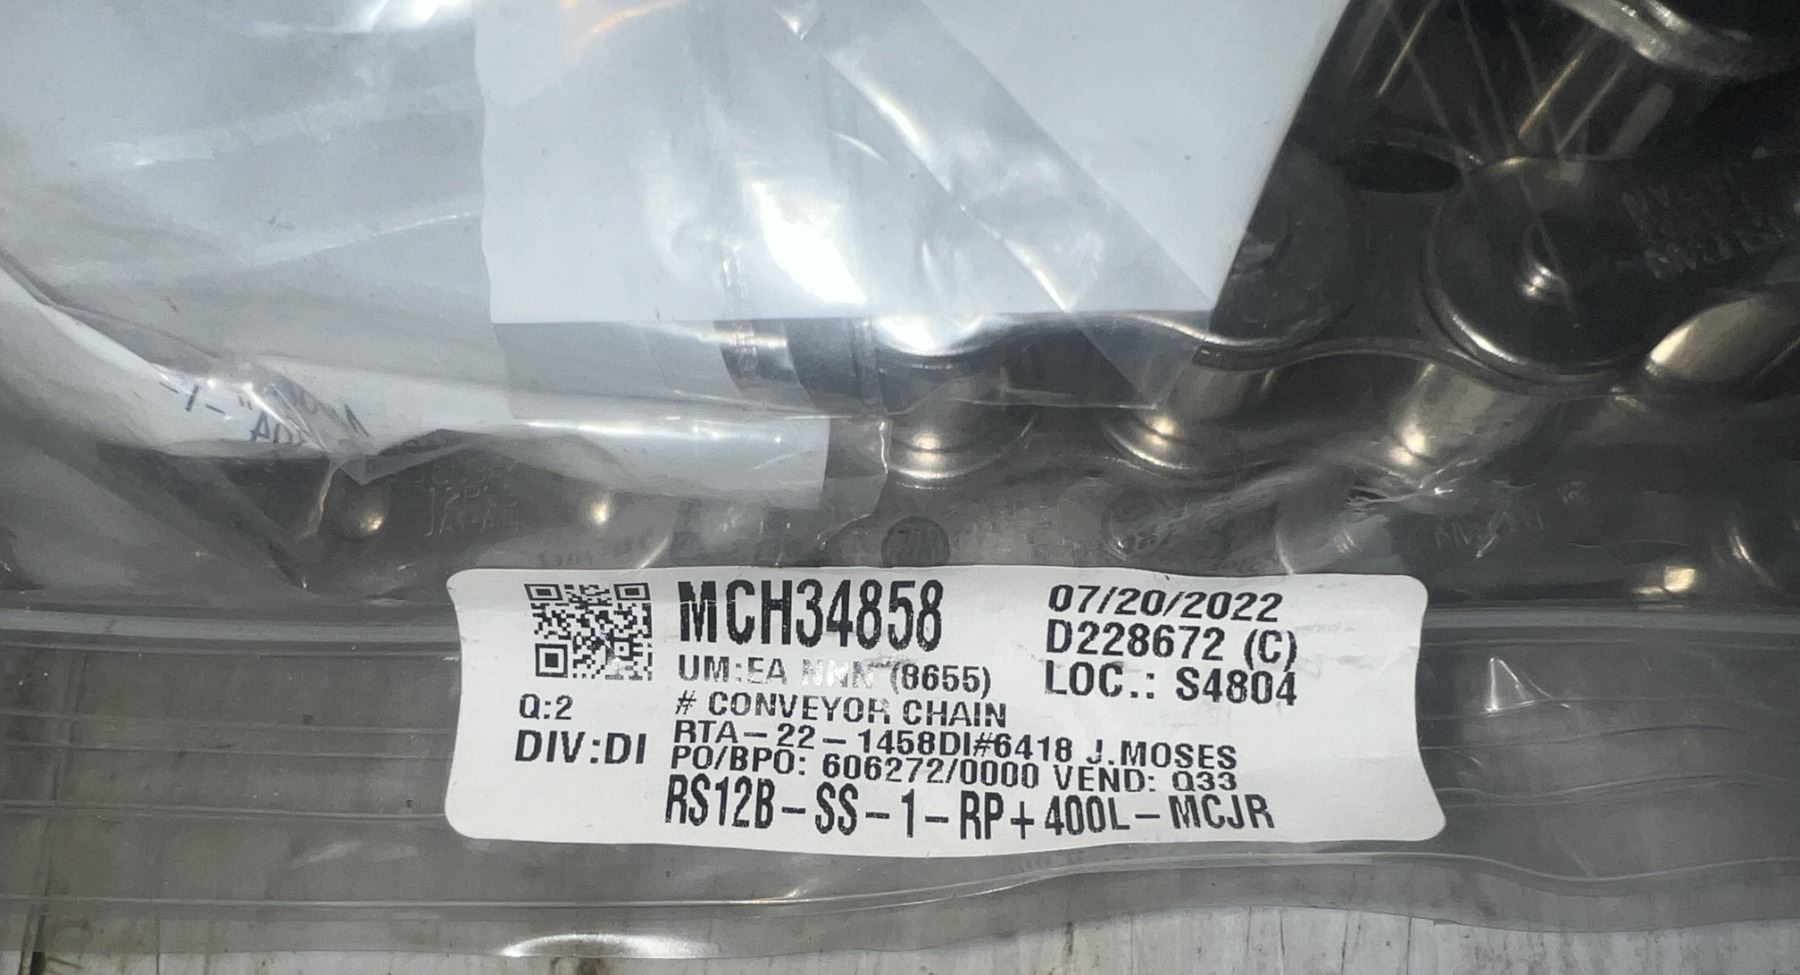 MCH34858
UM:EA NNN (8655)
# CONVEYOR CHAIN
RTA-22-1458DI#6418 J.MOSES
PO/BPO: 606272/0000 VEND: Q33
RS12B-SS-1-RP+400L-MCJR
07/20/2022
D228672 (C)
LOC.: S4804
Q:2
DIV:DI
JAPAN